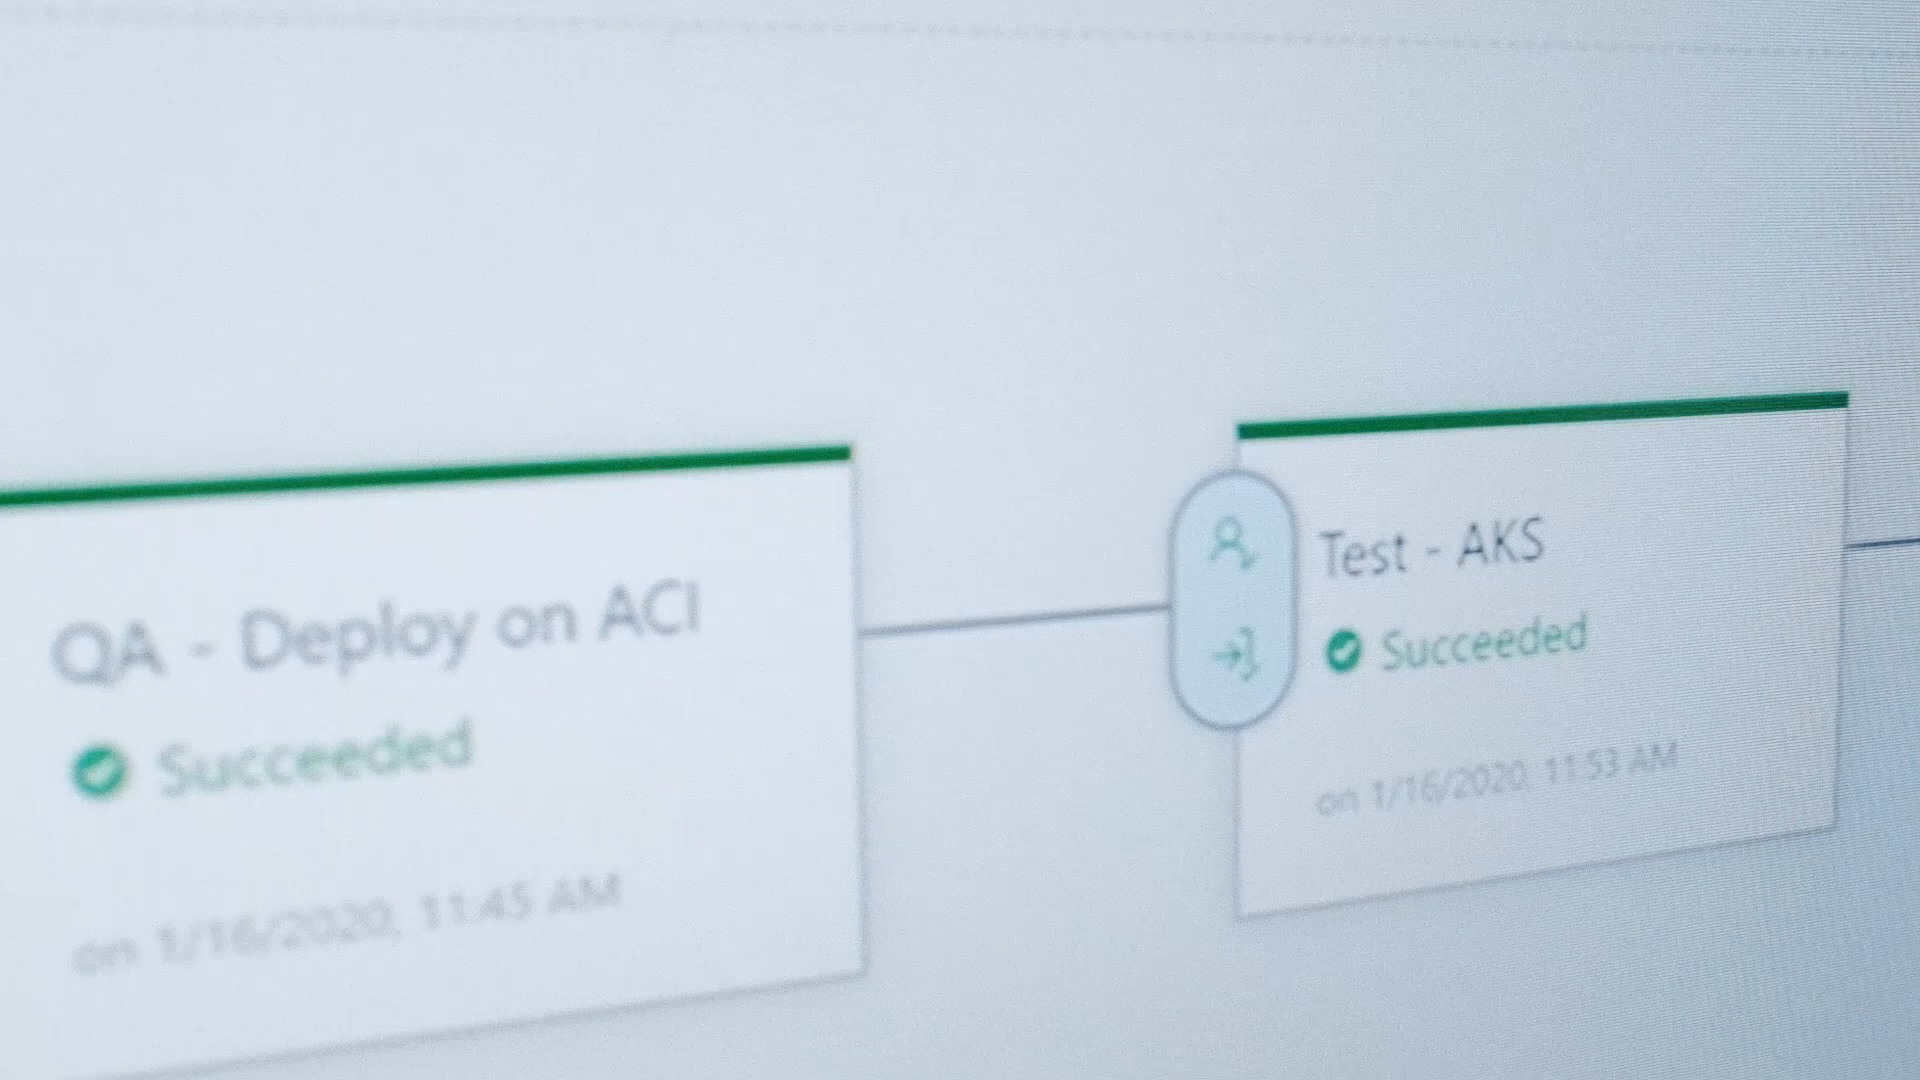 QA - Deploy on ACI
Succeeded
on 1/16/2020, 11:45 AM
Test - AKS
Succeeded
on 1/16/2020, 11:53 AM